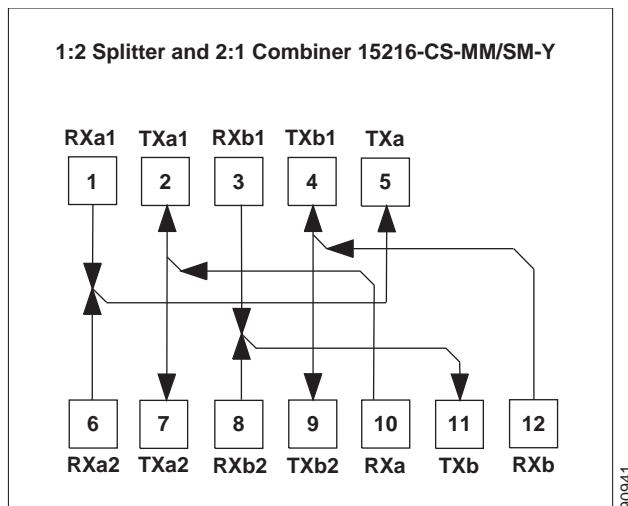 1:2 Splitter and 2:1 Combiner 15216-CS-MM/SM-Y
RXa1 TXa1 RXb1 TXb1 TXa
1 2 3 4 5
6 7 8 9 10 11 12
RXa2 TXa2 RXb2 TXb2 RXa TXb RXb
90941